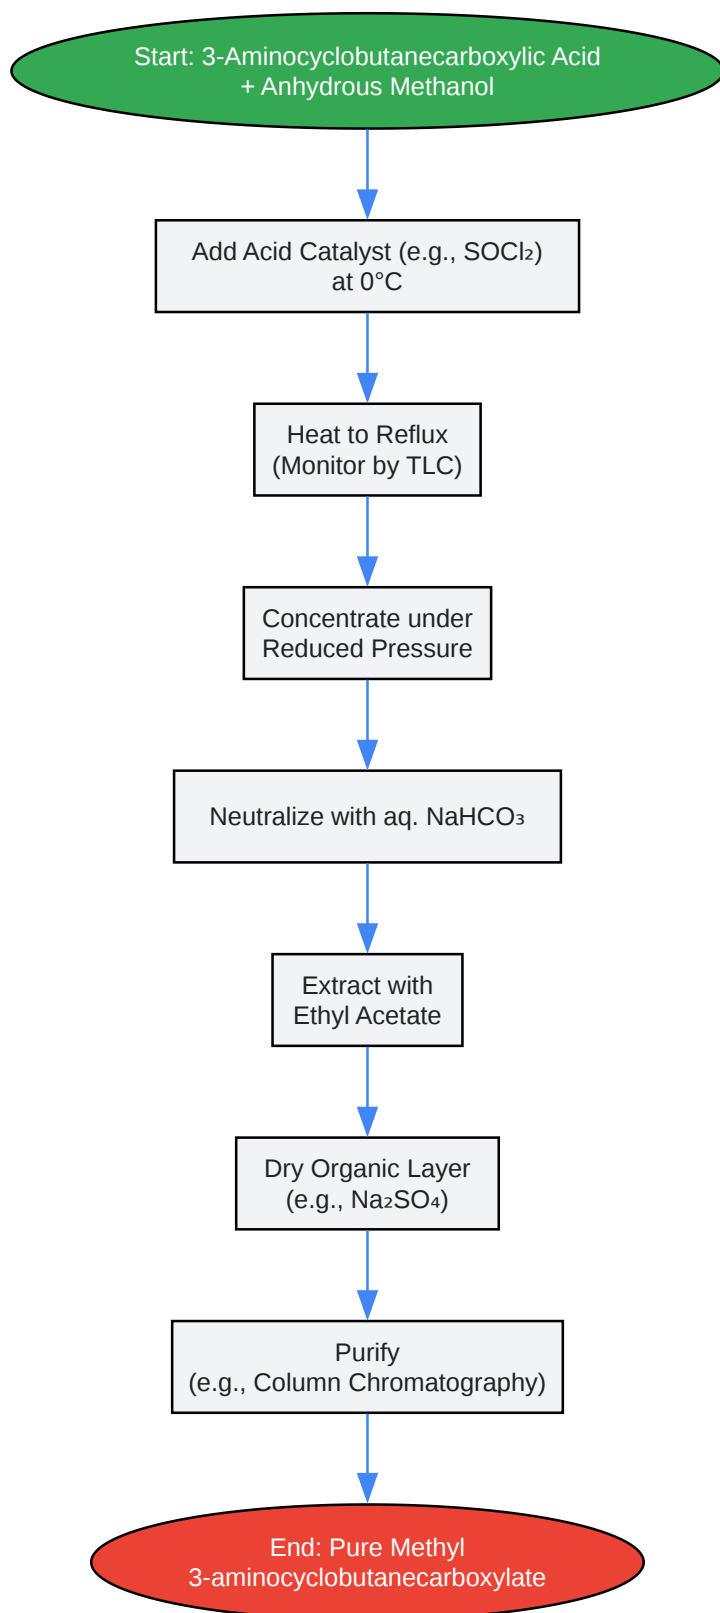 Start: 3-Aminocyclobutanecarboxylic Acid
+ Anhydrous Methanol
Add Acid Catalyst (e.g., SOCl₂)
at 0°C
Heat to Reflux
(Monitor by TLC)
Concentrate under
Reduced Pressure
Neutralize with aq. NaHCO₃
Extract with
Ethyl Acetate
Dry Organic Layer
(e.g., Na₂SO₄)
Purify
(e.g., Column Chromatography)
End: Pure Methyl
3-aminocyclobutanecarboxylate